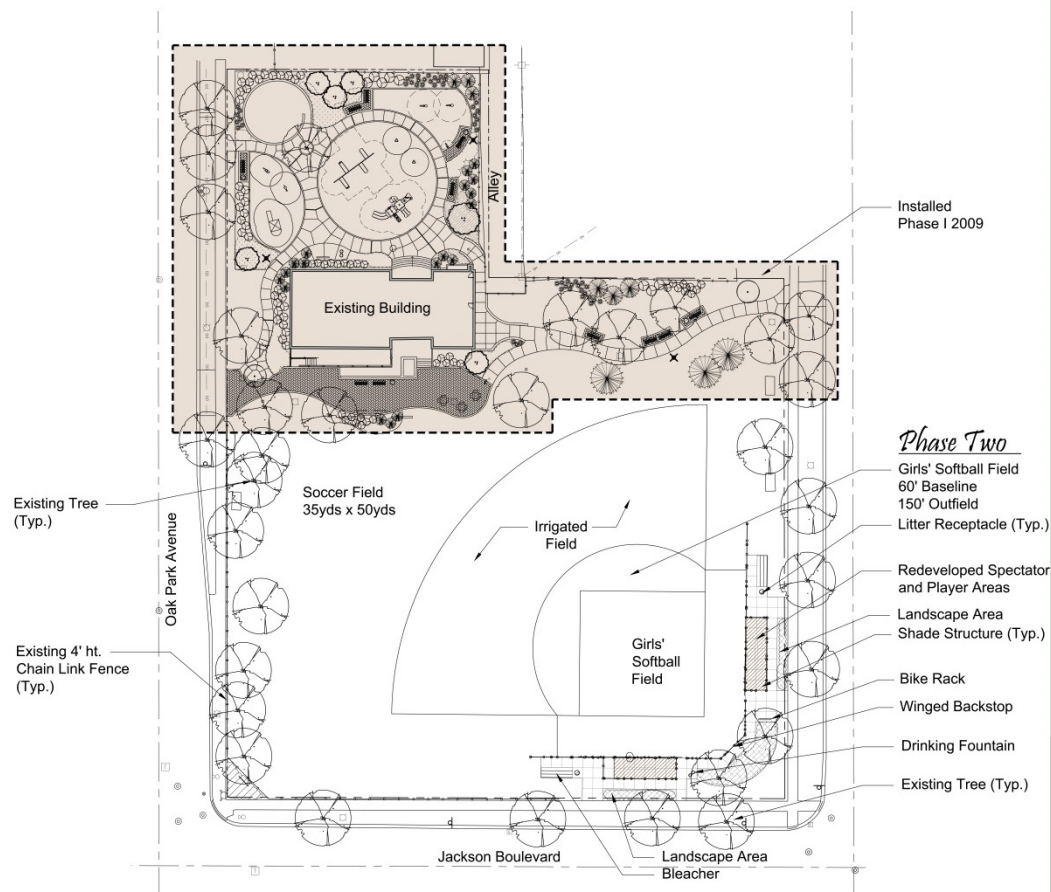 Alley
Installed
Phase I 2009
Existing Building
Phase Two
Girls' Softball Field
60' Baseline
150' Outfield
Litter Receptacle (Typ.)
Redeveloped Spectator
and Player Areas
Landscape Area
Shade Structure (Typ.)
Bike Rack
Winged Backstop
Drinking Fountain
Existing Tree (Typ.)
Existing Tree
(Typ.)
Soccer Field
35yds x 50yds
Irrigated
Field
Oak Park Avenue
Existing 4' ht.
Chain Link Fence
(Typ.)
Girls'
Softball
Field
Jackson Boulevard
Landscape Area
Bleacher